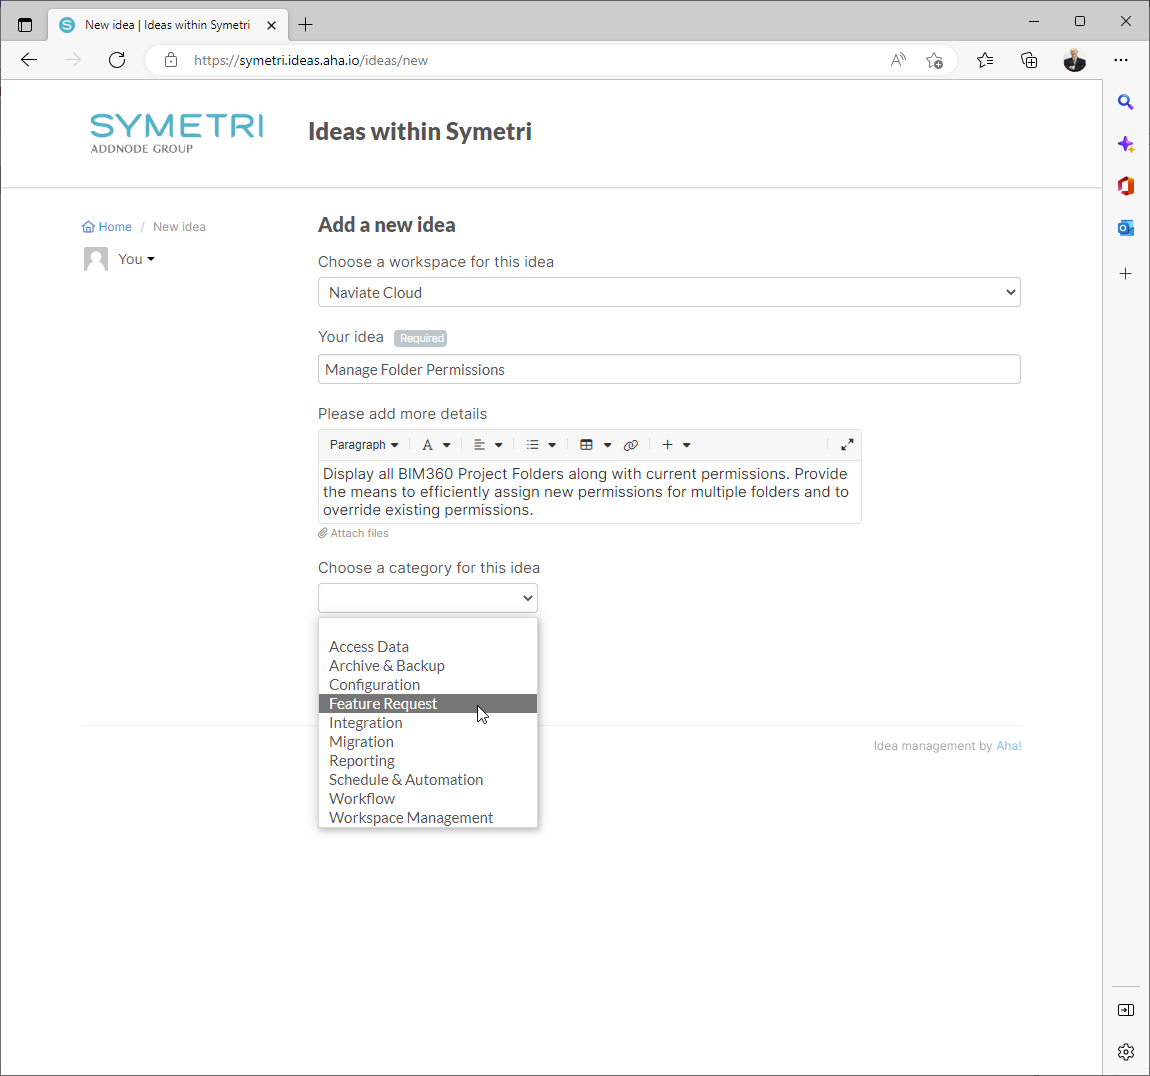 New idea | Ideas within Symetri
https://symetri.ideas.aha.io/ideas/new
SYMETRI
ADDNODE GROUP
Ideas within Symetri
Home / New idea
You
Add a new idea
Choose a workspace for this idea
Naviate Cloud
Your idea Required
Manage Folder Permissions
Please add more details
Paragraph
Display all BIM360 Project Folders along with current permissions. Provide
the means to efficiently assign new permissions for multiple folders and to
override existing permissions.
Attach files
Choose a category for this idea
Access Data
Archive & Backup
Configuration
Feature Request
Integration
Migration
Reporting
Schedule & Automation
Workflow
Workspace Management
Idea management by Aha!